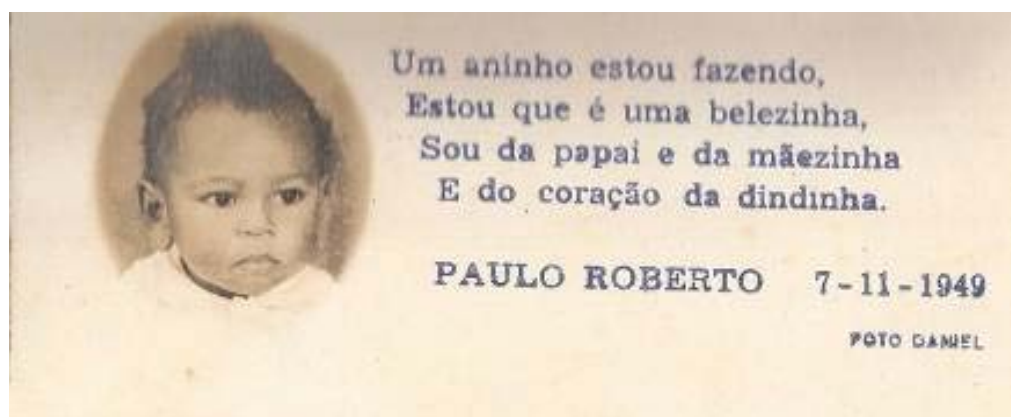 Um aninho estou fazendo,
Estou que é uma belezinha,
Sou da papai e da mãezinha
E do coração da dindinha.
PAULO ROBERTO 7-11-1949
FOTO DANIEL